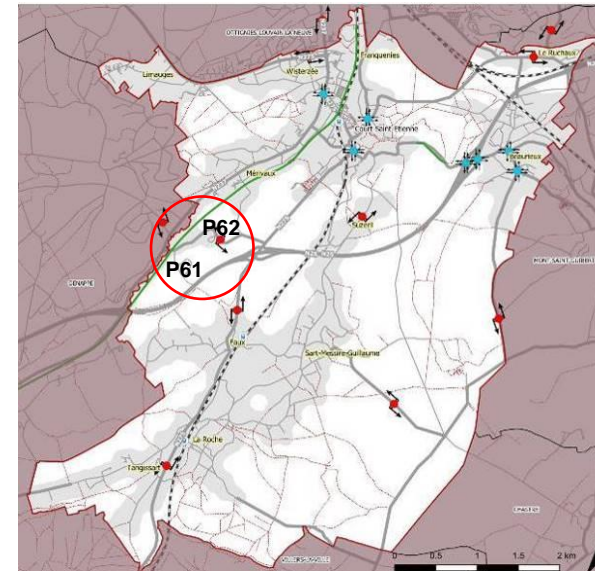 OTTIGNIES-LOUVAIN-LA-NEUVE
Le Ruchaux
Franquenies
Limauges
Wisterzée
Court-Saint-Etienne
Beaurieux
Mérivaux
P62
Suzeril
P61
GENAPPE
MONT-SAINT-GUIBERT
Faux
Sart-Messire-Guillaume
La Roche
Tangissart
CHASTRE
VILLERS-LA-VILLE
0 0.5 1 1.5 2 km